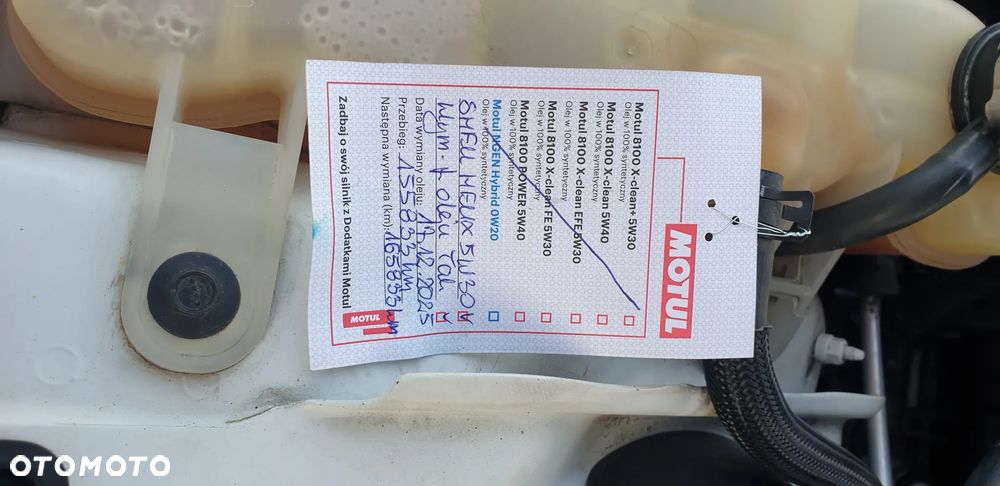 MOTUL
Motul 8100 X-clean+ 5W30
Olej w 100% syntetyczny
Motul 8100 X-clean 5W40
Olej w 100% syntetyczny
Motul 8100 X-clean EFE 5W30
Olej w 100% syntetyczny
Motul 8100 X-clean FE 5W30
Olej w 100% syntetyczny
Motul 8100 POWER 5W40
Olej w 100% syntetyczny
Motul NGEN Hybrid 0W20
Olej w 100% syntetyczny
SHELL HELIX 5W30
Wym. f. oleju Tak
Data wymiany oleju: 19.12.2025
Przebieg: 155833 km
Następna wymiana (km): 165833 km
Zadbaj o swój silnik z Dodatkami Motul
MOTUL
OTOMOTO